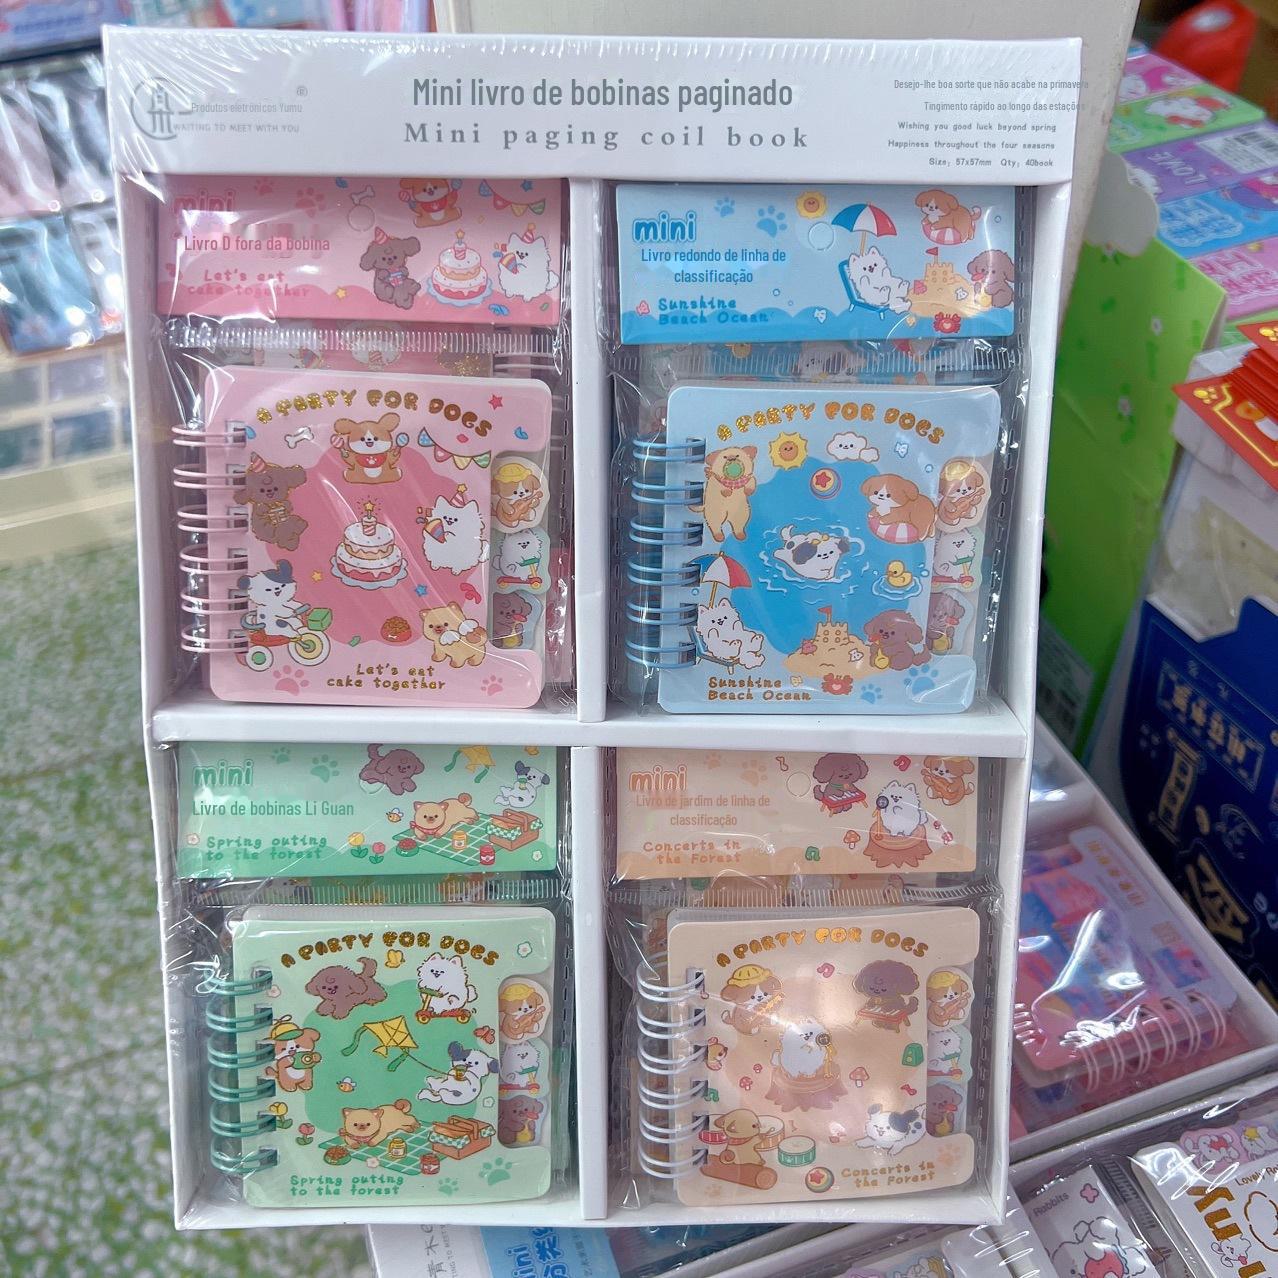 Produtos eletrônicos Yumu
WAITING TO MEET WITH YOU
Mini livro de bobinas paginado
Mini paging coil book
Desejo-lhe boa sorte que não acabe na primavera
Tingimento rápido ao longo das estações
Wishing you good luck beyond spring
Happiness throughout the four seasons
Size: 57x57mm Qty: 40book
mini
Livro D fora da bobina
Let's eat
cake together
mini
Livro redondo de linha de
classificação
Sunshine
Beach Ocean
A PARTY FOR DOGS
Let's eat
cake together
A PARTY FOR DOGS
Sunshine
Beach Ocean
mini
Livro de bobinas Li Guan
Spring outing
to the forest
mini
Livro de jardim de linha de
classificação
Concerts in
the Forest
A PARTY FOR DOGS
Spring outing
to the forest
A PARTY FOR DOGS
Concerts in
the Forest
LOVE
mini
Rabbits